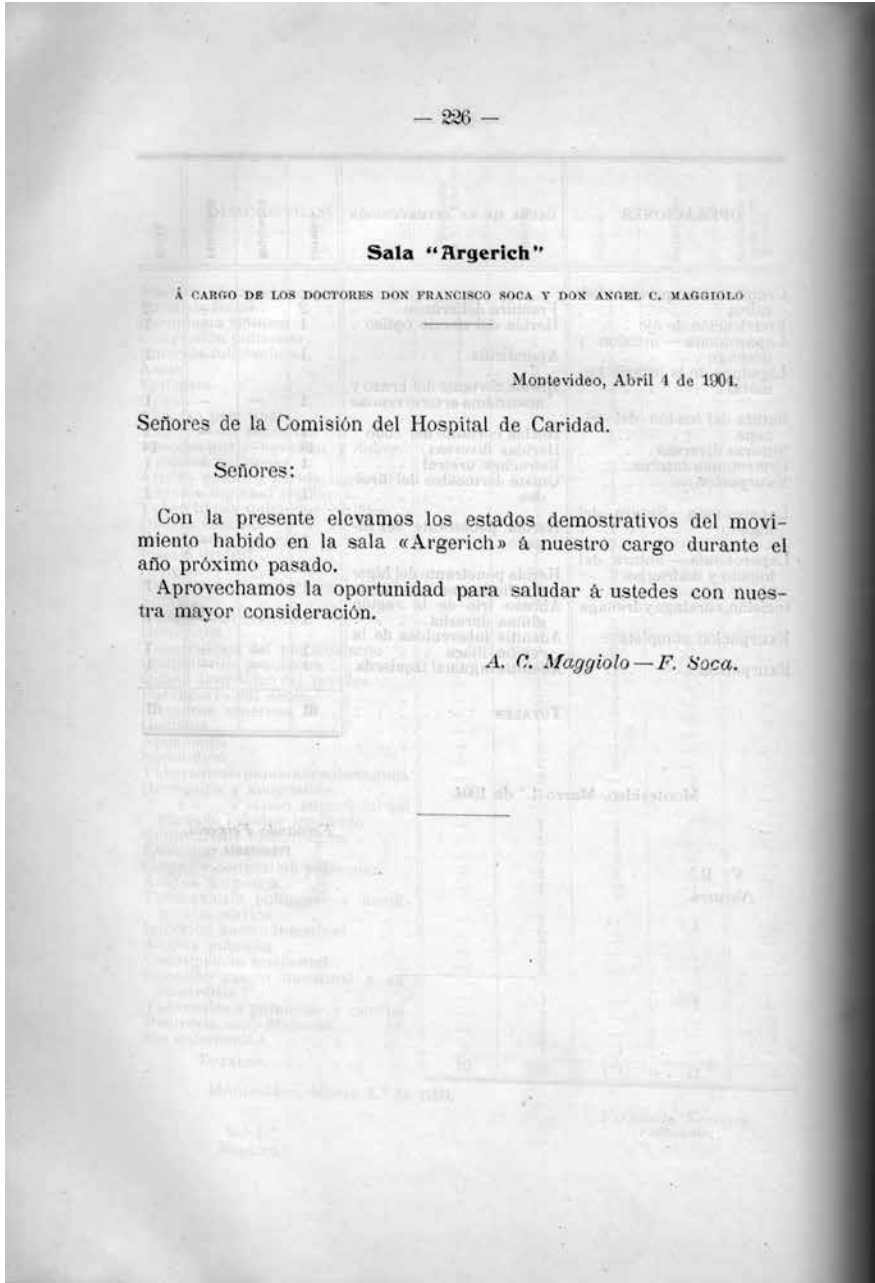 — 226 —
Sala “Argerich”
Á CARGO DE LOS DOCTORES DON FRANCISCO SOCA Y DON ANGEL C. MAGGIOLO
Montevideo, Abril 4 de 1904.
Señores de la Comisión del Hospital de Caridad.
Señores:
Con la presente elevamos los estados demostrativos del movi-
miento habido en la sala «Argerich» á nuestro cargo durante el
año próximo pasado.
Aprovechamos la oportunidad para saludar á ustedes con nues-
tra mayor consideración.
A. C. Maggiolo — F. Soca.